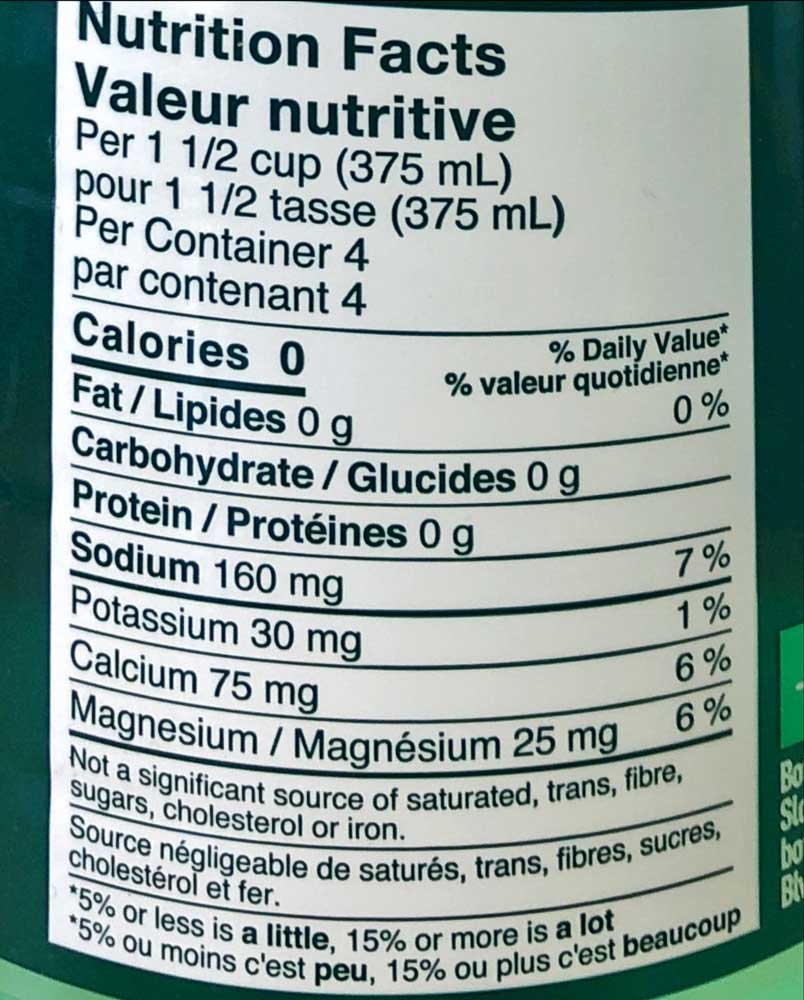 Nutrition Facts
Valeur nutritive
Per 1 1/2 cup (375 mL)
pour 1 1/2 tasse (375 mL)
Per Container 4
par contenant 4
Calories 0
% Daily Value*
% valeur quotidienne*
Fat / Lipides 0 g 0 %
Carbohydrate / Glucides 0 g
Protein / Protéines 0 g
Sodium 160 mg 7 %
Potassium 30 mg 1 %
Calcium 75 mg 6 %
Magnesium / Magnésium 25 mg 6 %
Not a significant source of saturated, trans, fibre,
sugars, cholesterol or iron.
Source négligeable de saturés, trans, fibres, sucres,
cholestérol et fer.
*5% or less is a little, 15% or more is a lot
*5% ou moins c'est peu, 15% ou plus c'est beaucoup